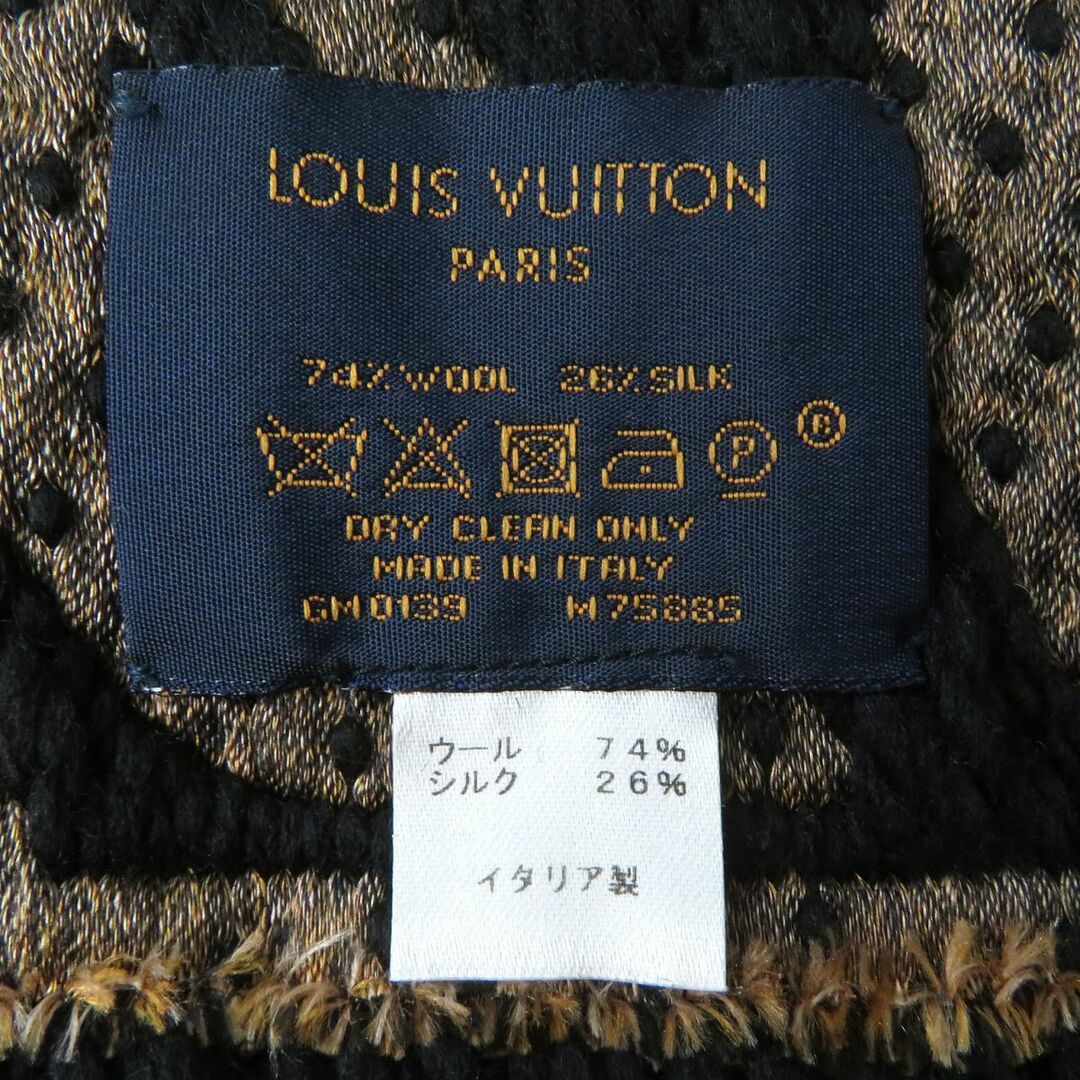 LOUIS VUITTON
PARIS
74% WOOL 26% SILK
P ®
DRY CLEAN ONLY
MADE IN ITALY
GM0139 M75885
ウール 74%
シルク 26%
イタリア製